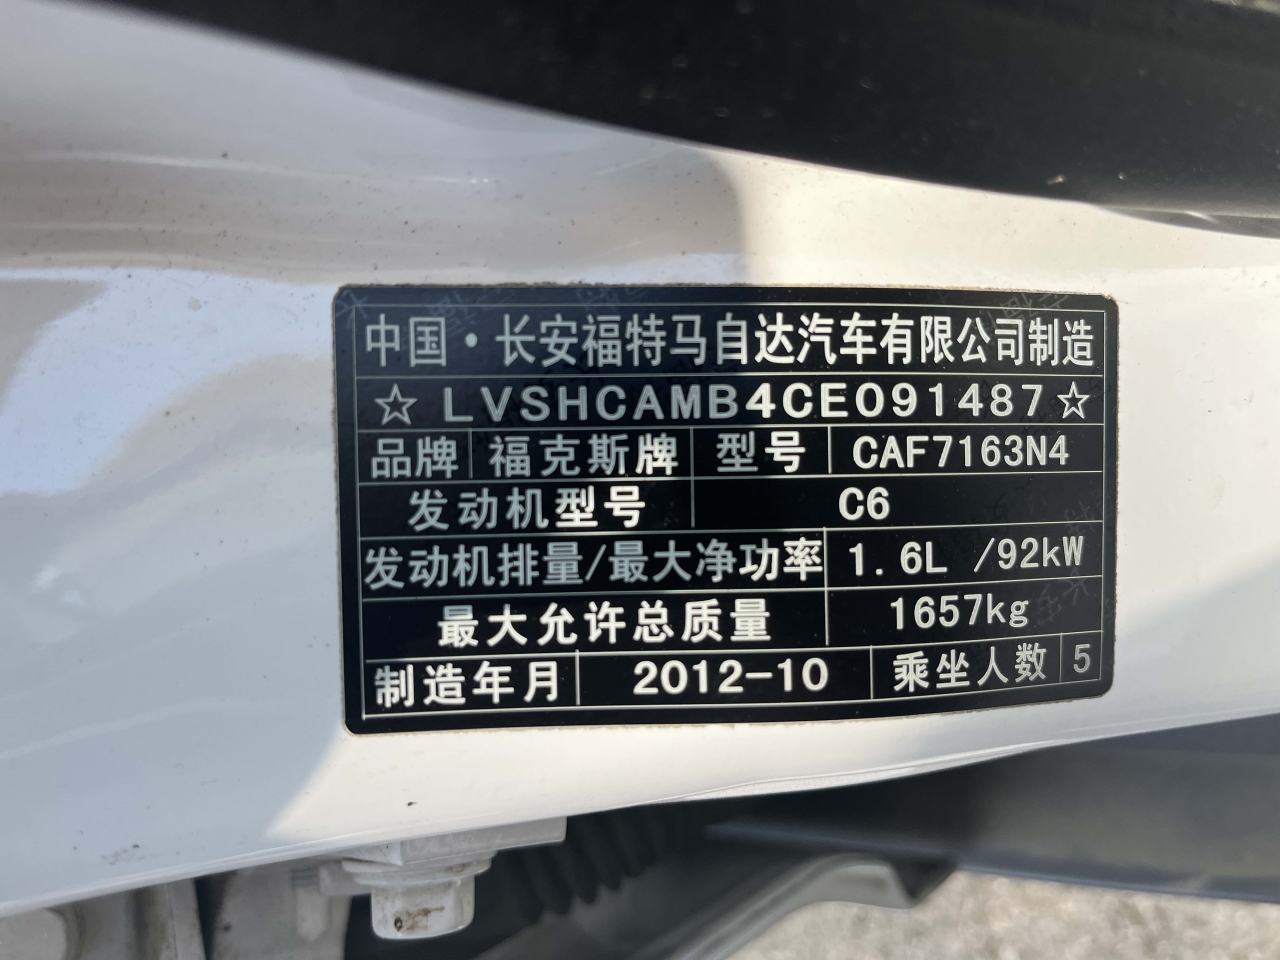 中国·长安福特马自达汽车有限公司制造
☆LVSHCAMB4CE091487☆
品牌 福克斯牌 型号 CAF7163N4
发动机型号 C6
发动机排量/最大净功率 1.6L /92kW
最大允许总质量 1657kg
制造年月 2012-10 乘坐人数 5